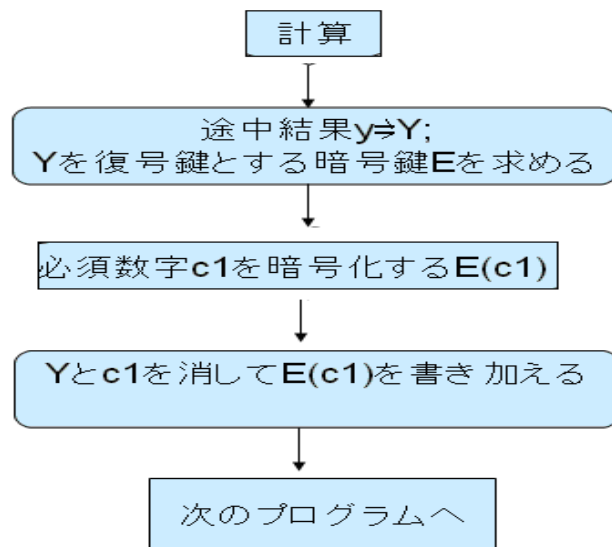 計算
途中結果y⇒Y;
Yを復号鍵とする暗号鍵Eを求める
必須数字c1を暗号化するE(c1)
Yとc1を消してE(c1)を書き加える
次のプログラムへ